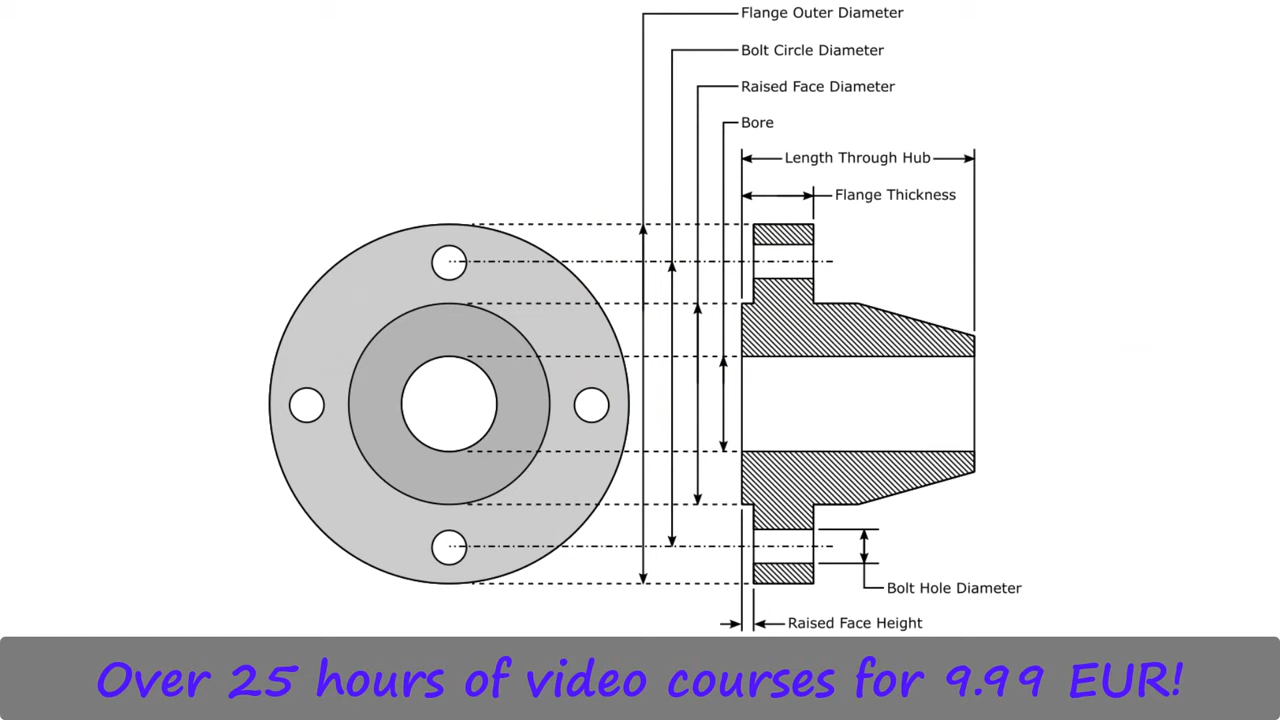 Flange Outer Diameter
Bolt Circle Diameter
Raised Face Diameter
Bore
Length Through Hub
Flange Thickness
Bolt Hole Diameter
Raised Face Height
Over 25 hours of video courses for 9.99 EUR!